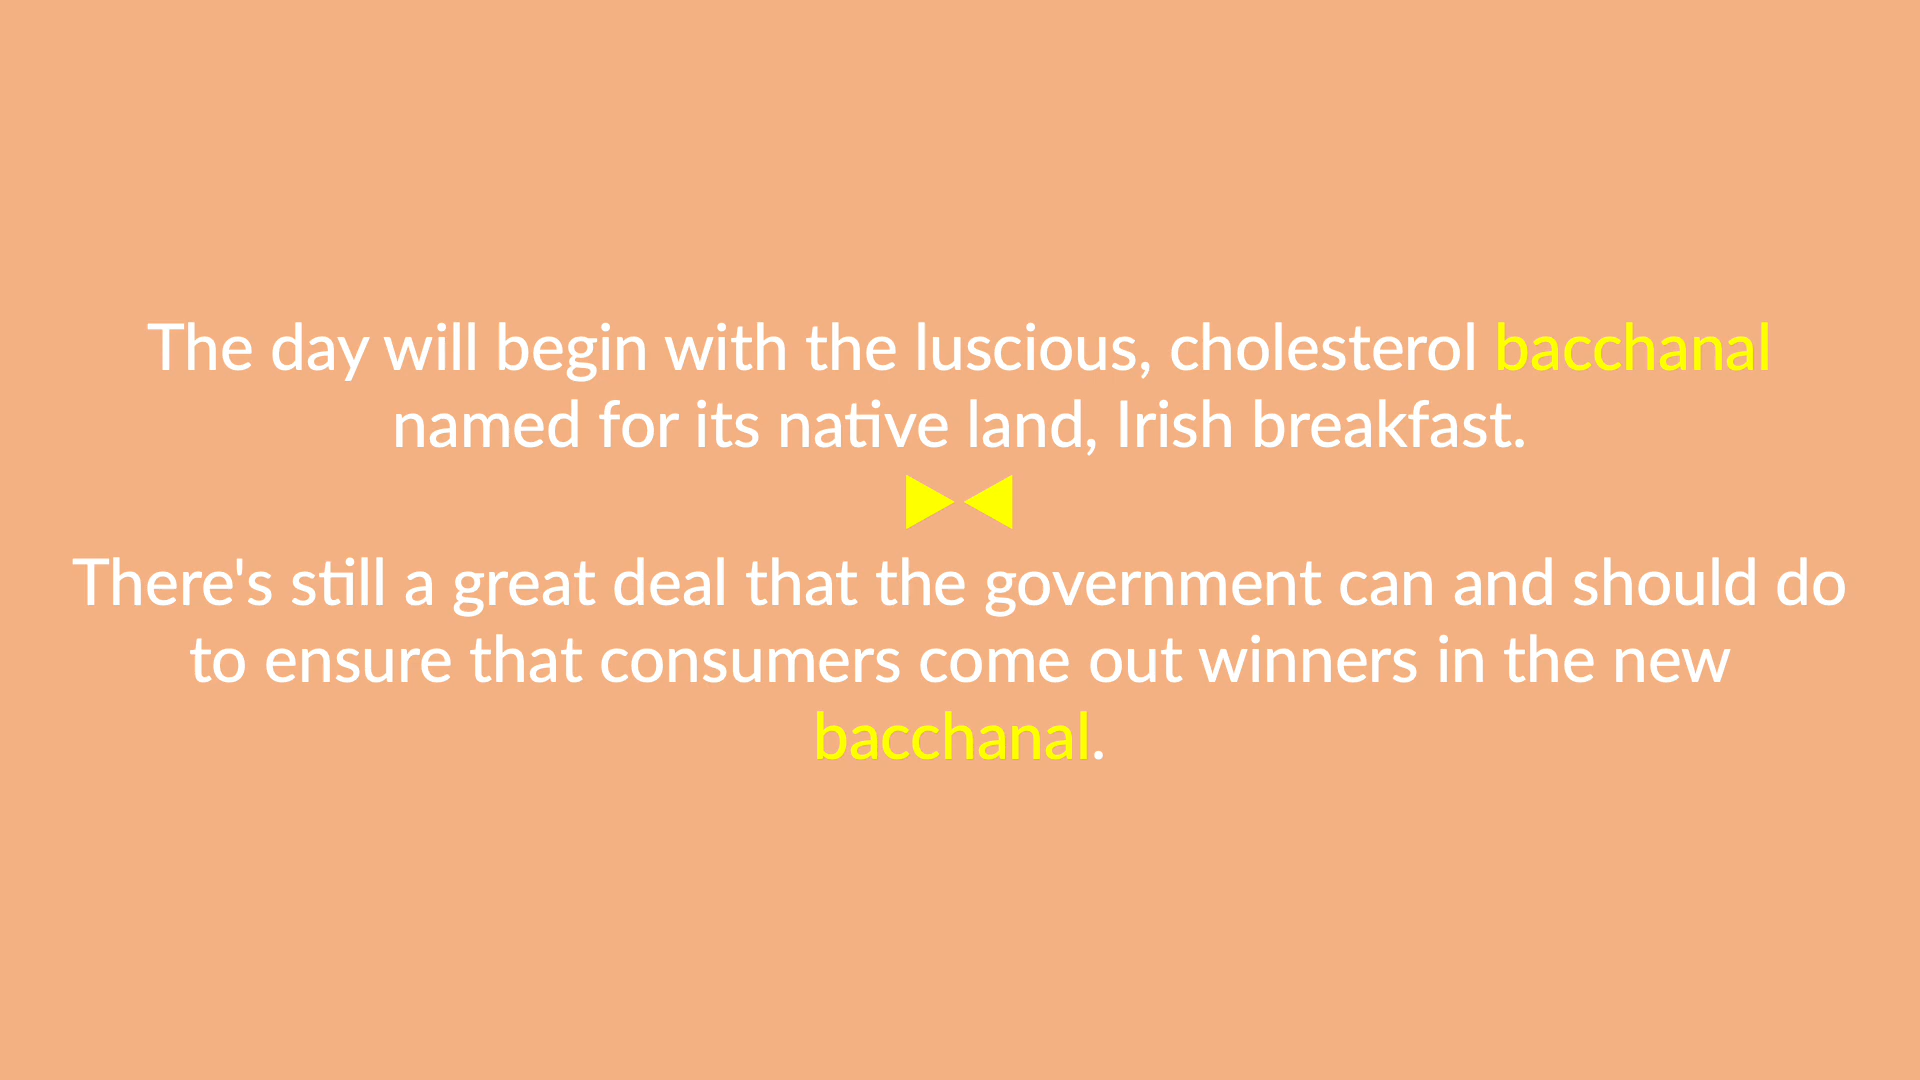 The day will begin with the luscious, cholesterol bacchanal
named for its native land, Irish breakfast.
▶◀
There's still a great deal that the government can and should do
to ensure that consumers come out winners in the new
bacchanal.